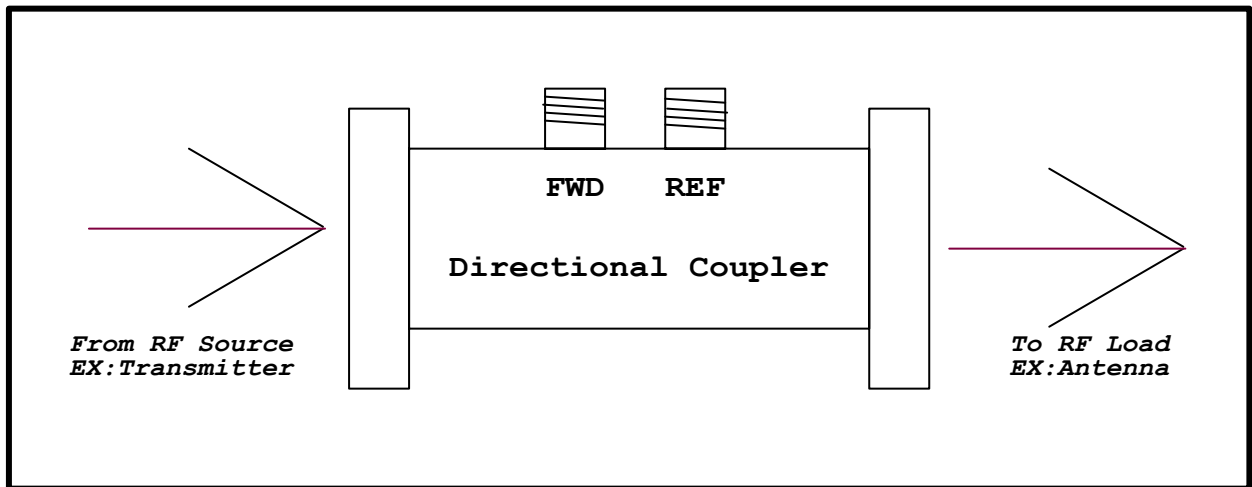 FWD REF
Directional Coupler
From RF Source
EX:Transmitter
To RF Load
EX:Antenna